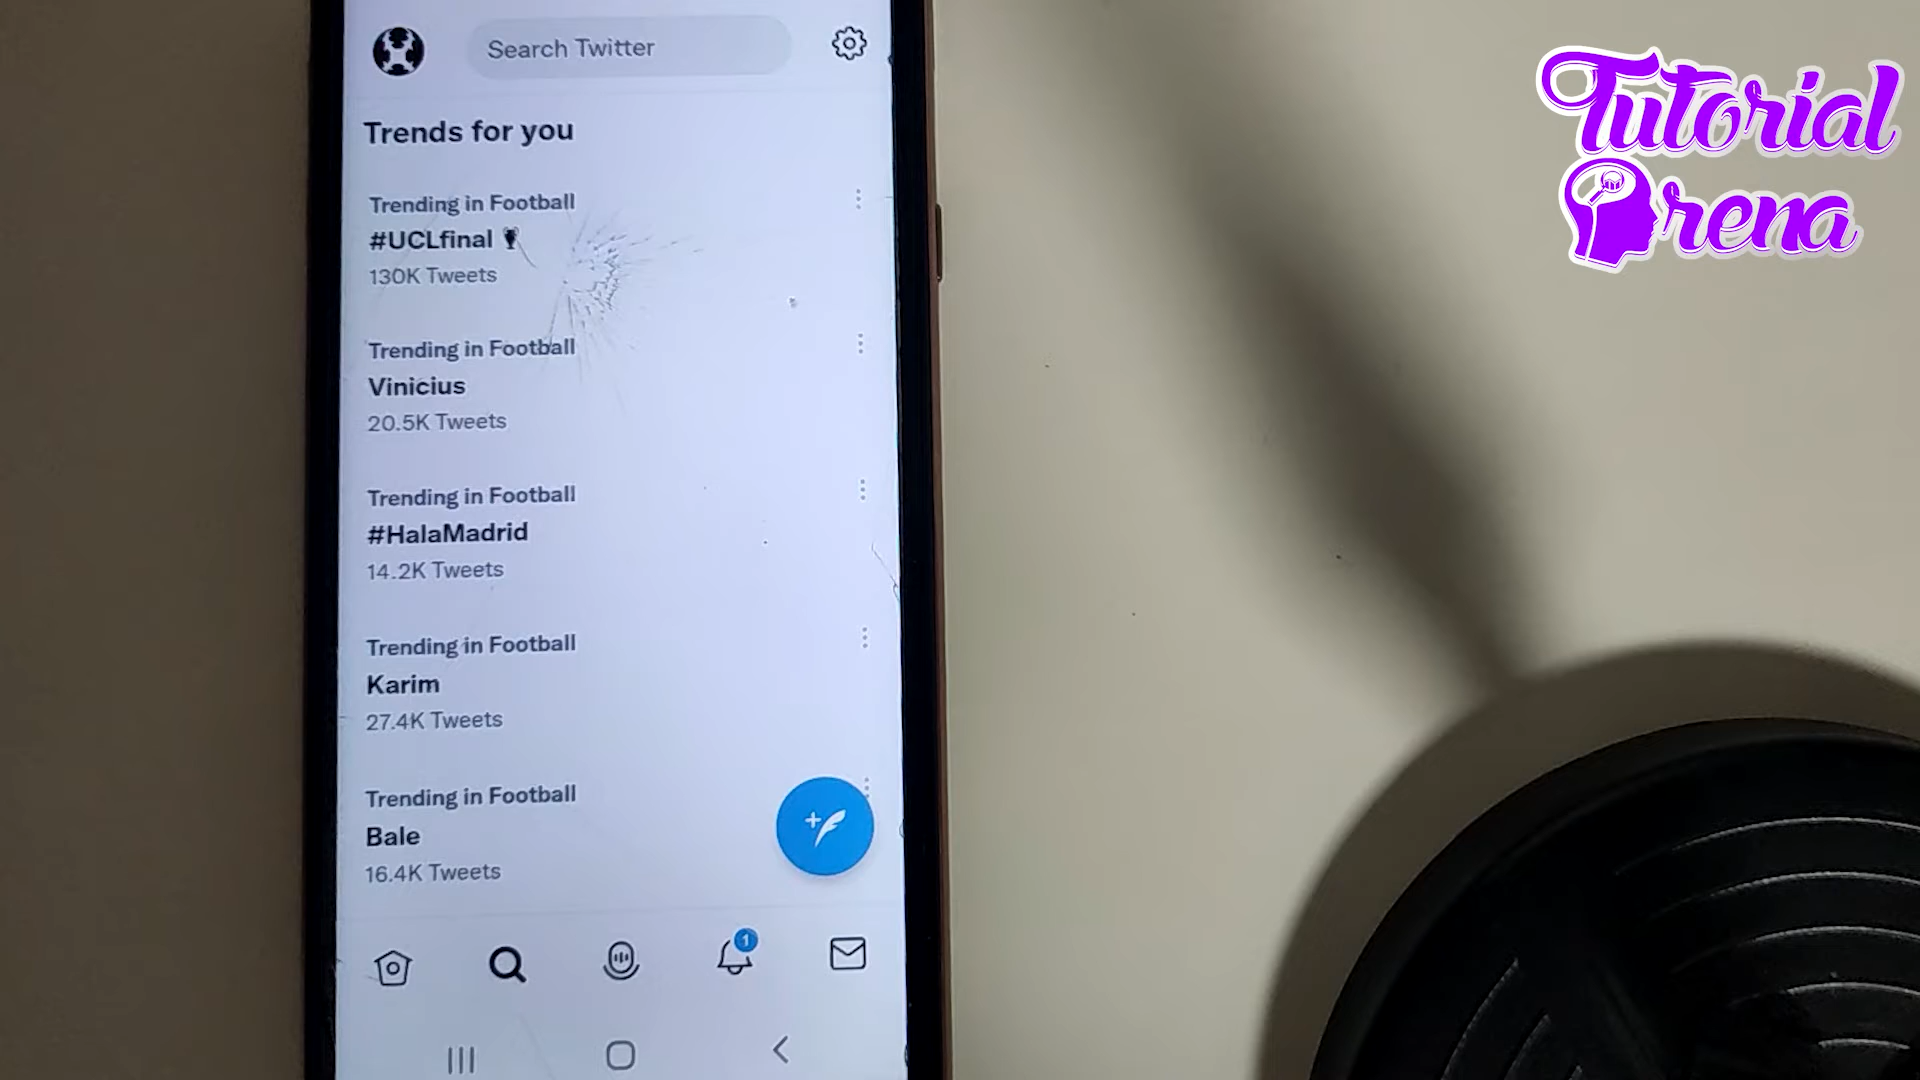 Search Twitter
Trends for you
Trending in Football
#UCLfinal
130K Tweets
Trending in Football
Vinicius
20.5K Tweets
Trending in Football
#HalaMadrid
14.2K Tweets
Trending in Football
Karim
27.4K Tweets
Trending in Football
Bale
16.4K Tweets
1
Tutorial
Arena